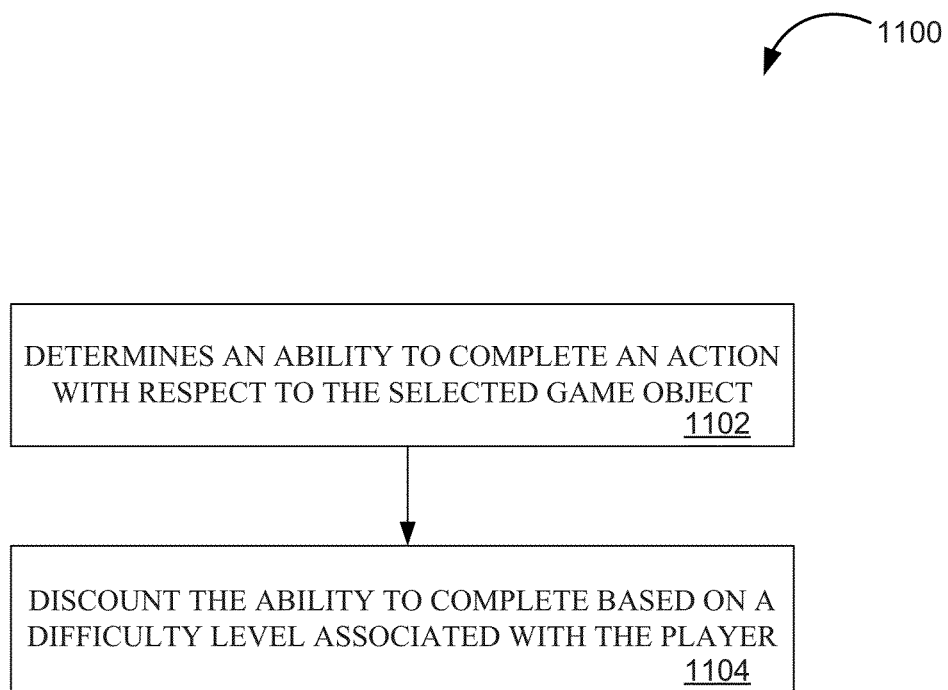 1100
DETERMINES AN ABILITY TO COMPLETE AN ACTION
WITH RESPECT TO THE SELECTED GAME OBJECT
1102
DISCOUNT THE ABILITY TO COMPLETE BASED ON A
DIFFICULTY LEVEL ASSOCIATED WITH THE PLAYER
1104